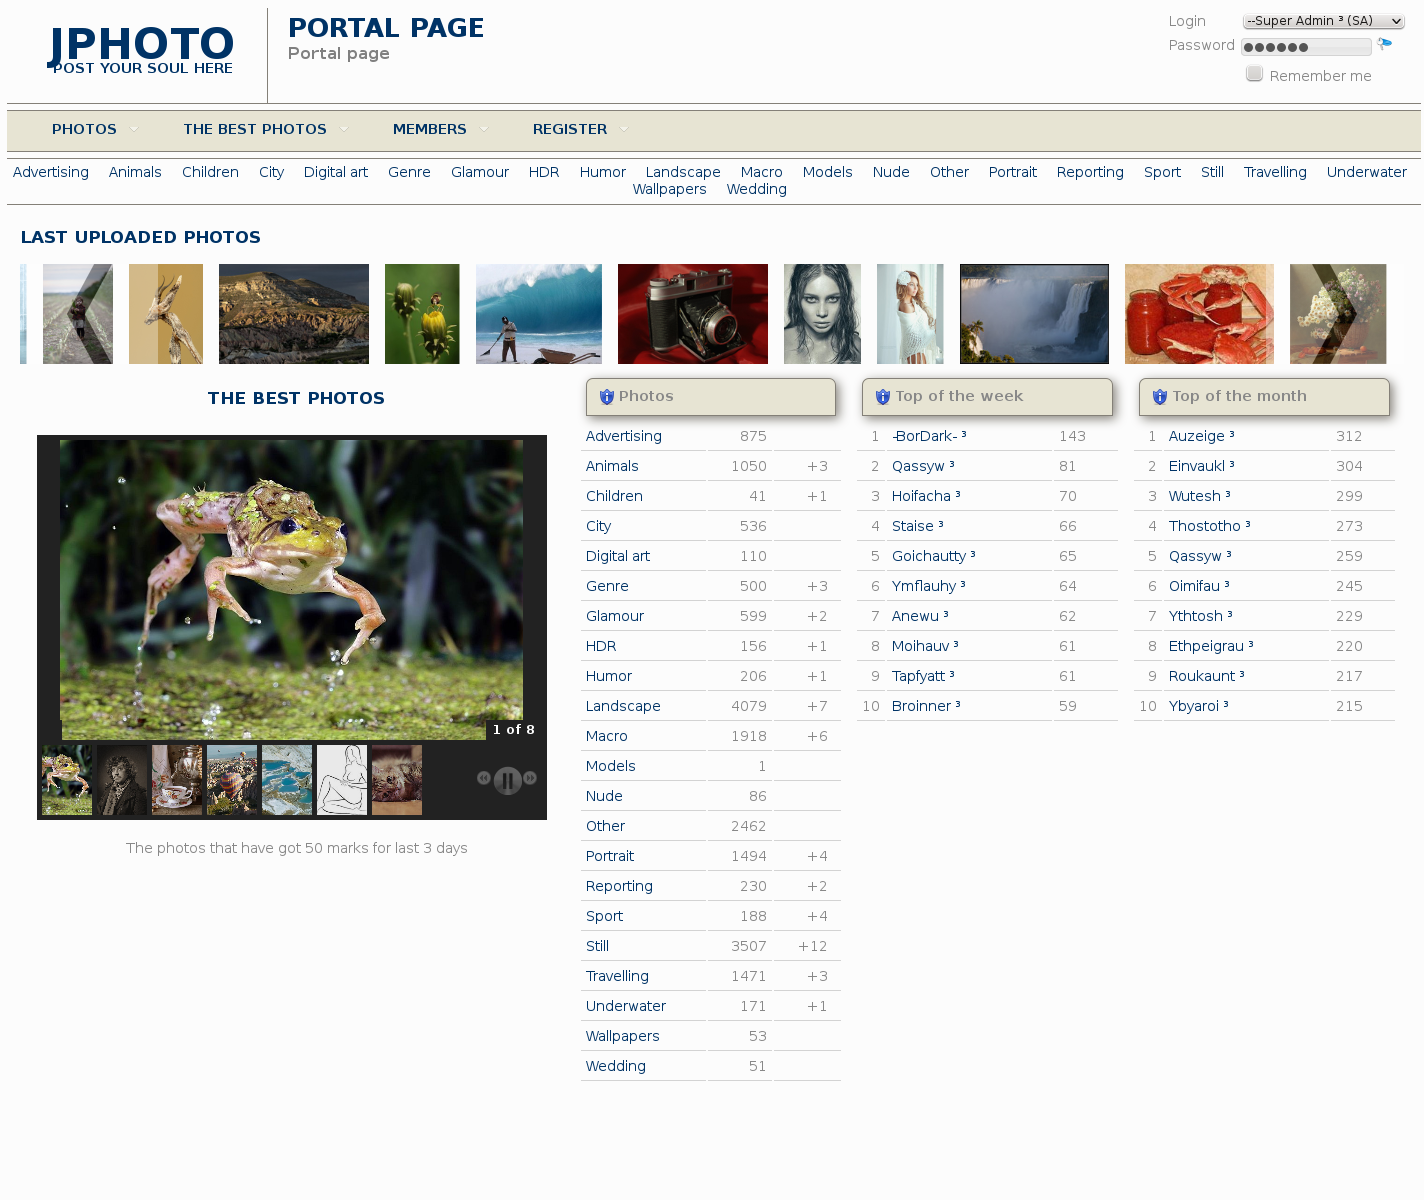 JPHOTO
POST YOUR SOUL HERE
PORTAL PAGE
Portal page
Login --Super Admin ³ (SA)
Password ●●●●●●
Remember me
PHOTOS THE BEST PHOTOS MEMBERS REGISTER
Advertising Animals Children City Digital art Genre Glamour HDR Humor Landscape Macro Models Nude Other Portrait Reporting Sport Still Travelling Underwater
Wallpapers Wedding
LAST UPLOADED PHOTOS
THE BEST PHOTOS
1 of 8
The photos that have got 50 marks for last 3 days
Photos
Advertising 875
Animals 1050 +3
Children 41 +1
City 536
Digital art 110
Genre 500 +3
Glamour 599 +2
HDR 156 +1
Humor 206 +1
Landscape 4079 +7
Macro 1918 +6
Models 1
Nude 86
Other 2462
Portrait 1494 +4
Reporting 230 +2
Sport 188 +4
Still 3507 +12
Travelling 1471 +3
Underwater 171 +1
Wallpapers 53
Wedding 51
Top of the week
1 -BorDark- ³ 143
2 Qassyw ³ 81
3 Hoifacha ³ 70
4 Staise ³ 66
5 Goichautty ³ 65
6 Ymflauhy ³ 64
7 Anewu ³ 62
8 Moihauv ³ 61
9 Tapfyatt ³ 61
10 Broinner ³ 59
Top of the month
1 Auzeige ³ 312
2 Einvaukl ³ 304
3 Wutesh ³ 299
4 Thostotho ³ 273
5 Qassyw ³ 259
6 Oimifau ³ 245
7 Ythtosh ³ 229
8 Ethpeigrau ³ 220
9 Roukaunt ³ 217
10 Ybyaroi ³ 215